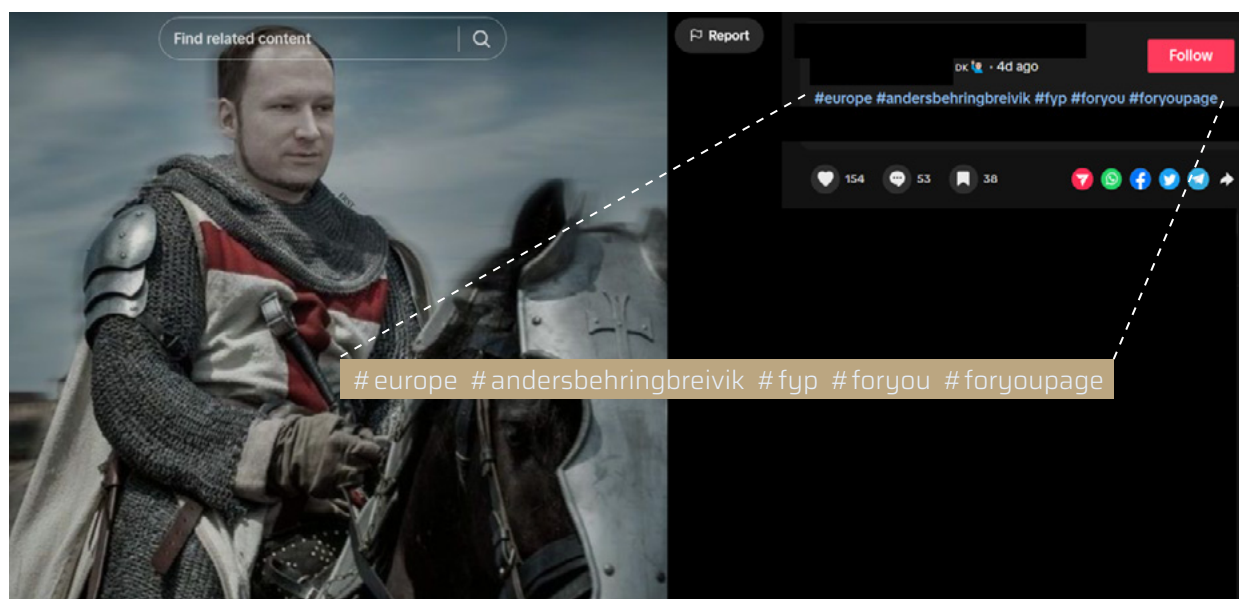 Find related content
Report
Follow
DK · 4d ago
#europe #andersbehringbreivik #fyp #foryou #foryoupage
154 53 38
#europe #andersbehringbreivik #fyp #foryou #foryoupage